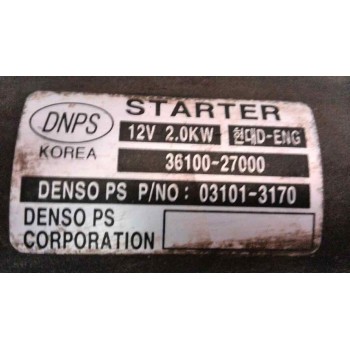 STARTER
DNPS
12V 2.0KW 현대D-ENG
KOREA
36100-27000
DENSO PS P/NO: 03101-3170
DENSO PS
CORPORATION